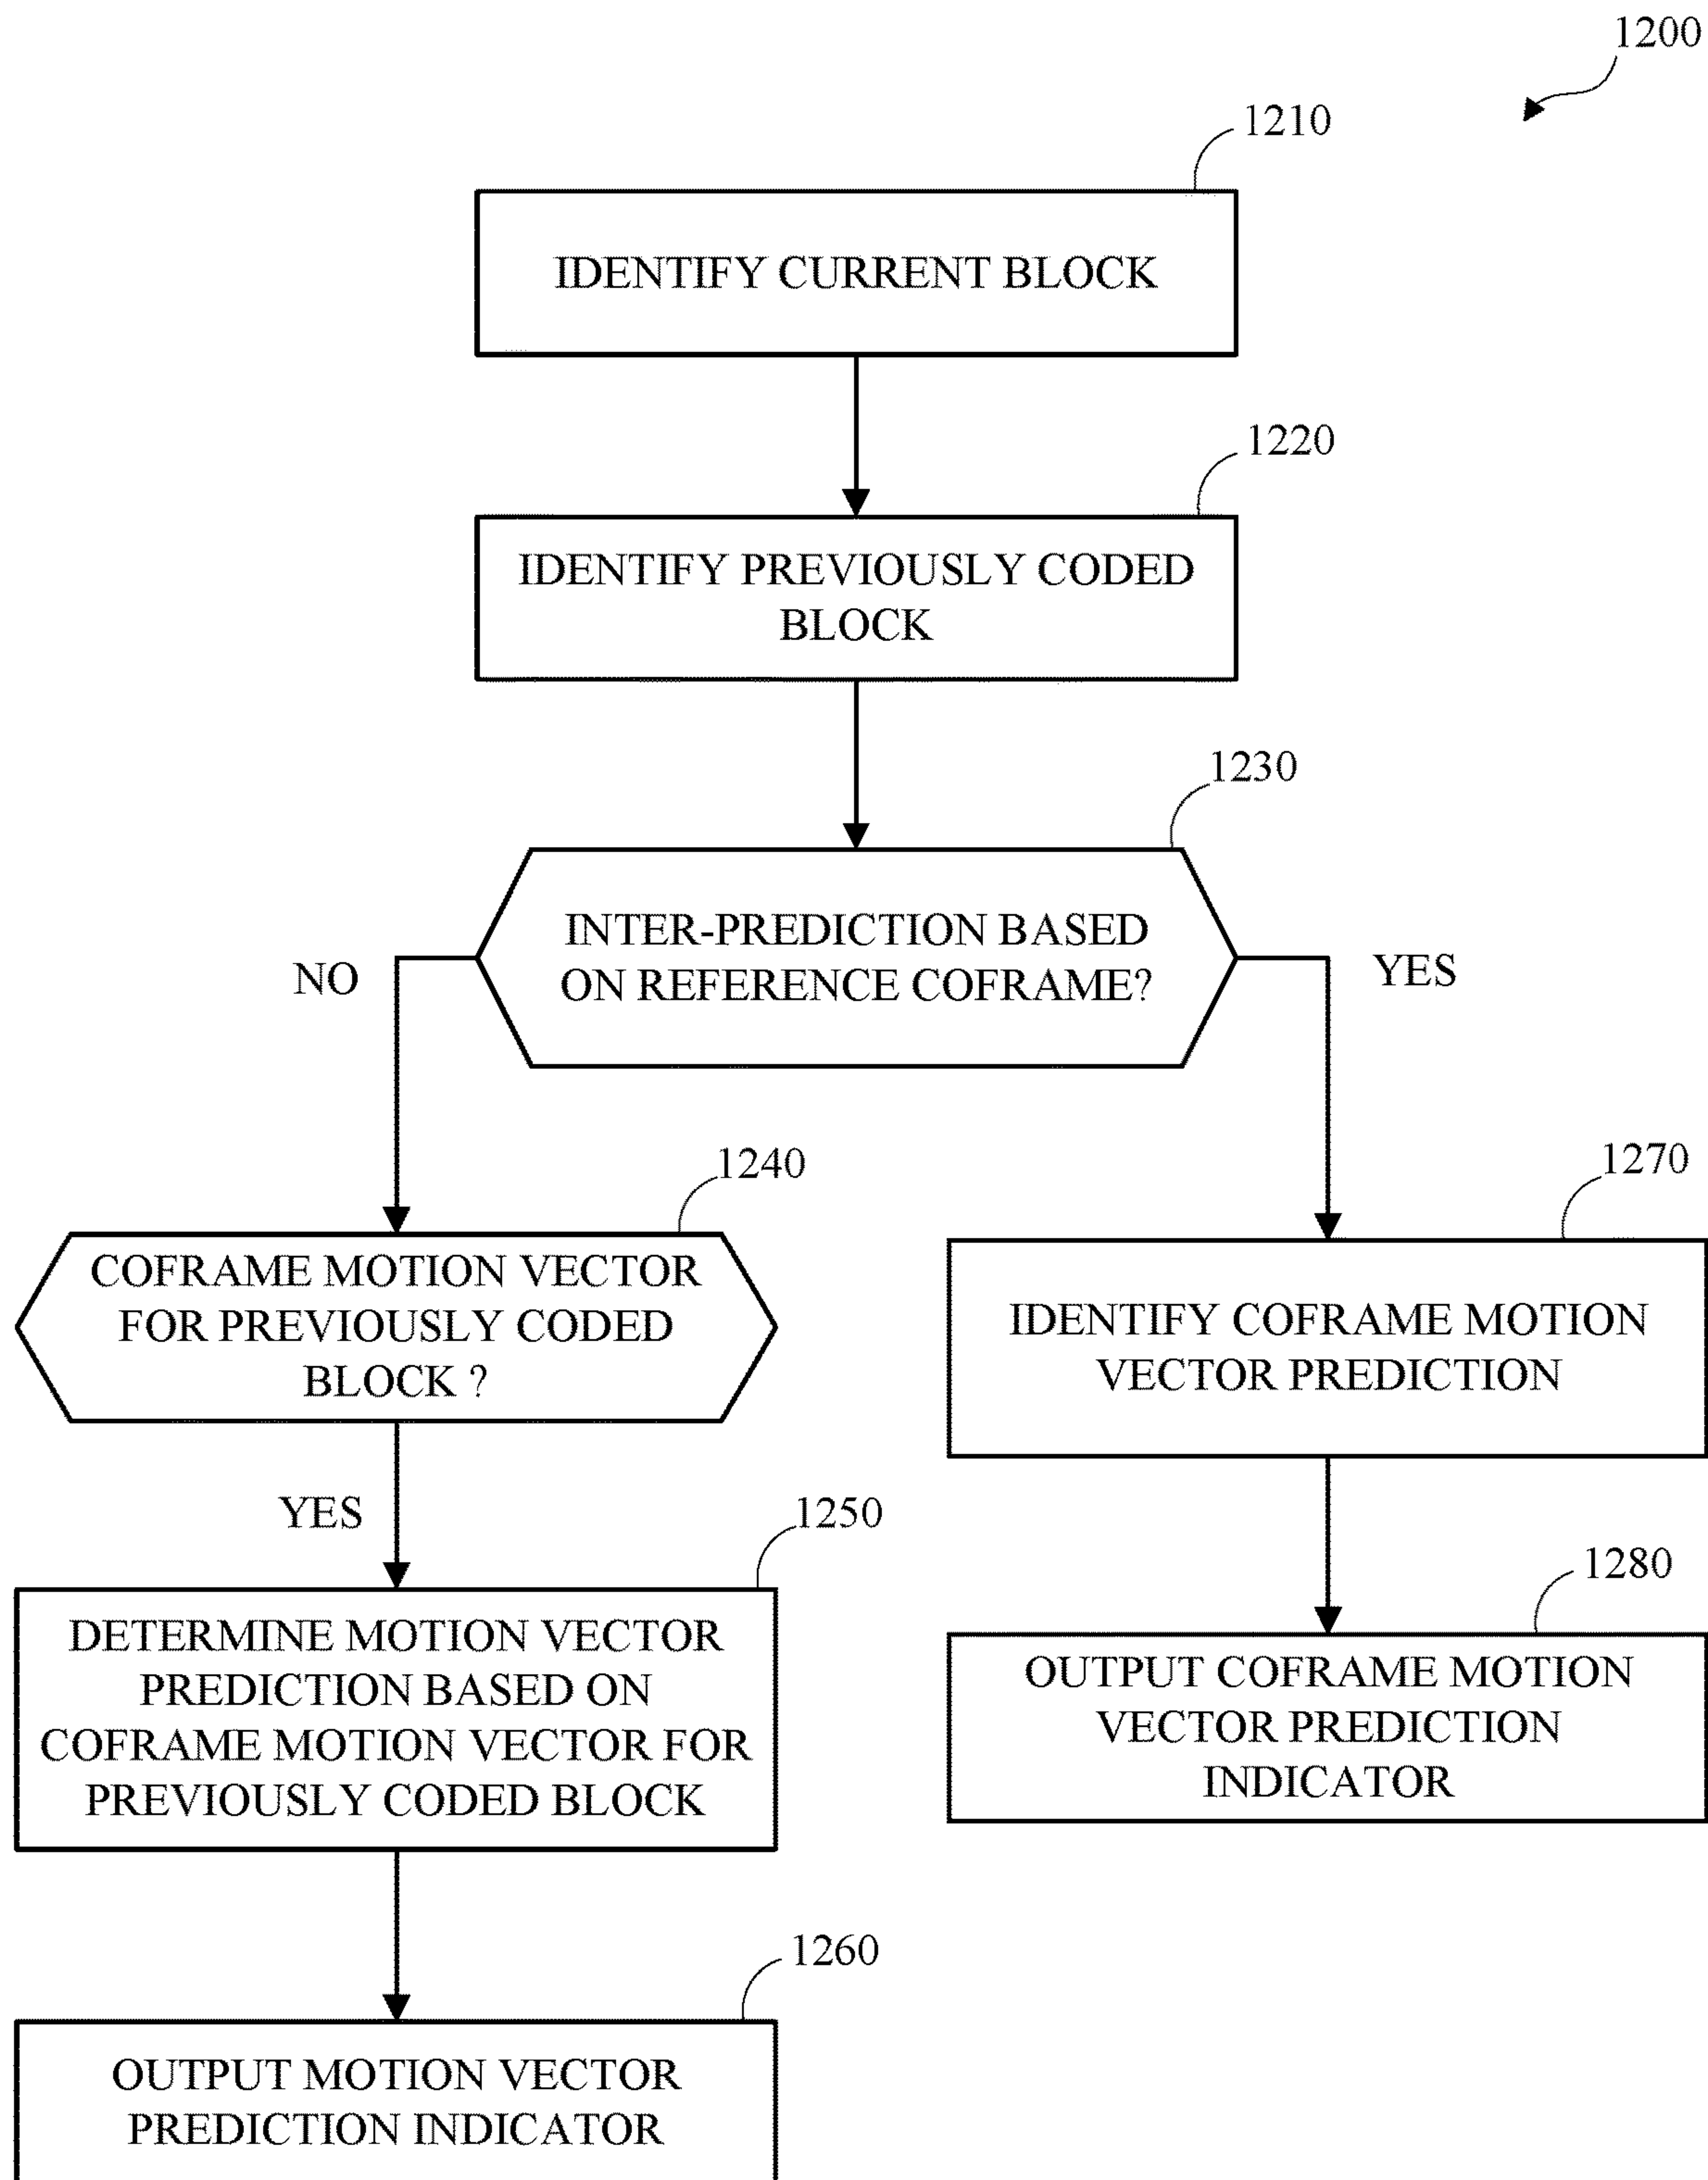 1200
1210
IDENTIFY CURRENT BLOCK
1220
IDENTIFY PREVIOUSLY CODED
BLOCK
1230
INTER-PREDICTION BASED
ON REFERENCE COFRAME?
NO
YES
1240
COFRAME MOTION VECTOR
FOR PREVIOUSLY CODED
BLOCK ?
YES
1250
DETERMINE MOTION VECTOR
PREDICTION BASED ON
COFRAME MOTION VECTOR FOR
PREVIOUSLY CODED BLOCK
1260
OUTPUT MOTION VECTOR
PREDICTION INDICATOR
1270
IDENTIFY COFRAME MOTION
VECTOR PREDICTION
1280
OUTPUT COFRAME MOTION
VECTOR PREDICTION
INDICATOR